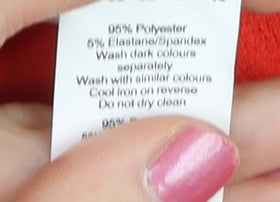 95% Polyester
5% Elastane/Spandex
Wash dark colours
separately
Wash with similar colours
Cool iron on reverse
Do not dry clean
95%